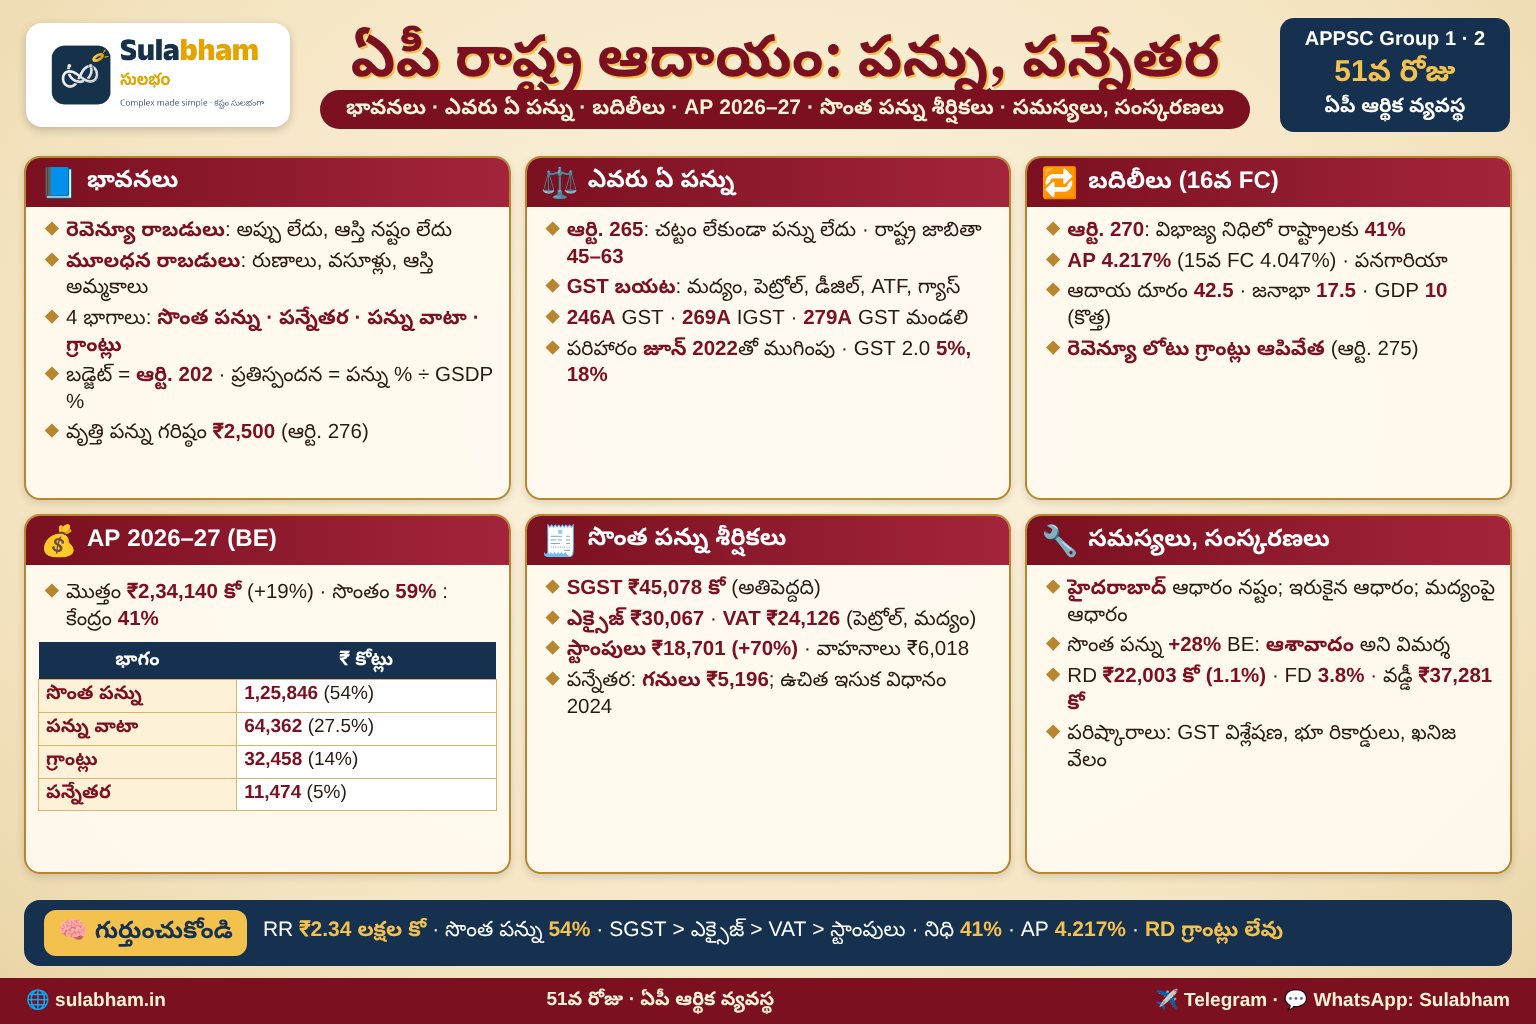 Sulabham
సులభం
Complex made simple · కష్టం సులభంగా
ఏపీ రాష్ట్ర ఆదాయం: పన్ను, పన్నేతర
భావనలు · ఎవరు ఏ పన్ను · బదిలీలు · AP 2026–27 · సొంత పన్ను శీర్షికలు · సమస్యలు, సంస్కరణలు
APPSC Group 1 · 2
51వ రోజు
ఏపీ ఆర్థిక వ్యవస్థ
📘 భావనలు
◆ రెవెన్యూ రాబడులు: అప్పు లేదు, ఆస్తి నష్టం లేదు
◆ మూలధన రాబడులు: రుణాలు, వసూళ్లు, ఆస్తి
అమ్మకాలు
◆ 4 భాగాలు: సొంత పన్ను · పన్నేతర · పన్ను వాటా ·
గ్రాంట్లు
◆ బడ్జెట్ = ఆర్టి. 202 · ప్రతిస్పందన = పన్ను % ÷ GSDP
%
◆ వృత్తి పన్ను గరిష్ఠం ₹2,500 (ఆర్టి. 276)
⚖️ ఎవరు ఏ పన్ను
◆ ఆర్టి. 265: చట్టం లేకుండా పన్ను లేదు · రాష్ట్ర జాబితా
45–63
◆ GST బయట: మద్యం, పెట్రోల్, డీజిల్, ATF, గ్యాస్
◆ 246A GST · 269A IGST · 279A GST మండలి
◆ పరిహారం జూన్ 2022తో ముగింపు · GST 2.0 5%,
18%
🔁 బదిలీలు (16వ FC)
◆ ఆర్టి. 270: విభాజ్య నిధిలో రాష్ట్రాలకు 41%
◆ AP 4.217% (15వ FC 4.047%) · పనగారియా
◆ ఆదాయ దూరం 42.5 · జనాభా 17.5 · GDP 10
(కొత్త)
◆ రెవెన్యూ లోటు గ్రాంట్లు ఆపివేత (ఆర్టి. 275)
💰 AP 2026–27 (BE)
◆ మొత్తం ₹2,34,140 కో (+19%) · సొంతం 59% :
కేంద్రం 41%
భాగం ₹ కోట్లు
సొంత పన్ను 1,25,846 (54%)
పన్ను వాటా 64,362 (27.5%)
గ్రాంట్లు 32,458 (14%)
పన్నేతర 11,474 (5%)
🧾 సొంత పన్ను శీర్షికలు
◆ SGST ₹45,078 కో (అతిపెద్దది)
◆ ఎక్సైజ్ ₹30,067 · VAT ₹24,126 (పెట్రోల్, మద్యం)
◆ స్టాంపులు ₹18,701 (+70%) · వాహనాలు ₹6,018
◆ పన్నేతర: గనులు ₹5,196; ఉచిత ఇసుక విధానం
2024
🔧 సమస్యలు, సంస్కరణలు
◆ హైదరాబాద్ ఆధారం నష్టం; ఇరుకైన ఆధారం; మద్యంపై
ఆధారం
◆ సొంత పన్ను +28% BE: ఆశావాదం అని విమర్శ
◆ RD ₹22,003 కో (1.1%) · FD 3.8% · వడ్డీ ₹37,281
కో
◆ పరిష్కారాలు: GST విశ్లేషణ, భూ రికార్డులు, ఖనిజ
వేలం
🧠 గుర్తుంచుకోండి RR ₹2.34 లక్షల కో · సొంత పన్ను 54% · SGST > ఎక్సైజ్ > VAT > స్టాంపులు · నిధి 41% · AP 4.217% · RD గ్రాంట్లు లేవు
🌐 sulabham.in 51వ రోజు · ఏపీ ఆర్థిక వ్యవస్థ ✈️ Telegram · 💬 WhatsApp: Sulabham